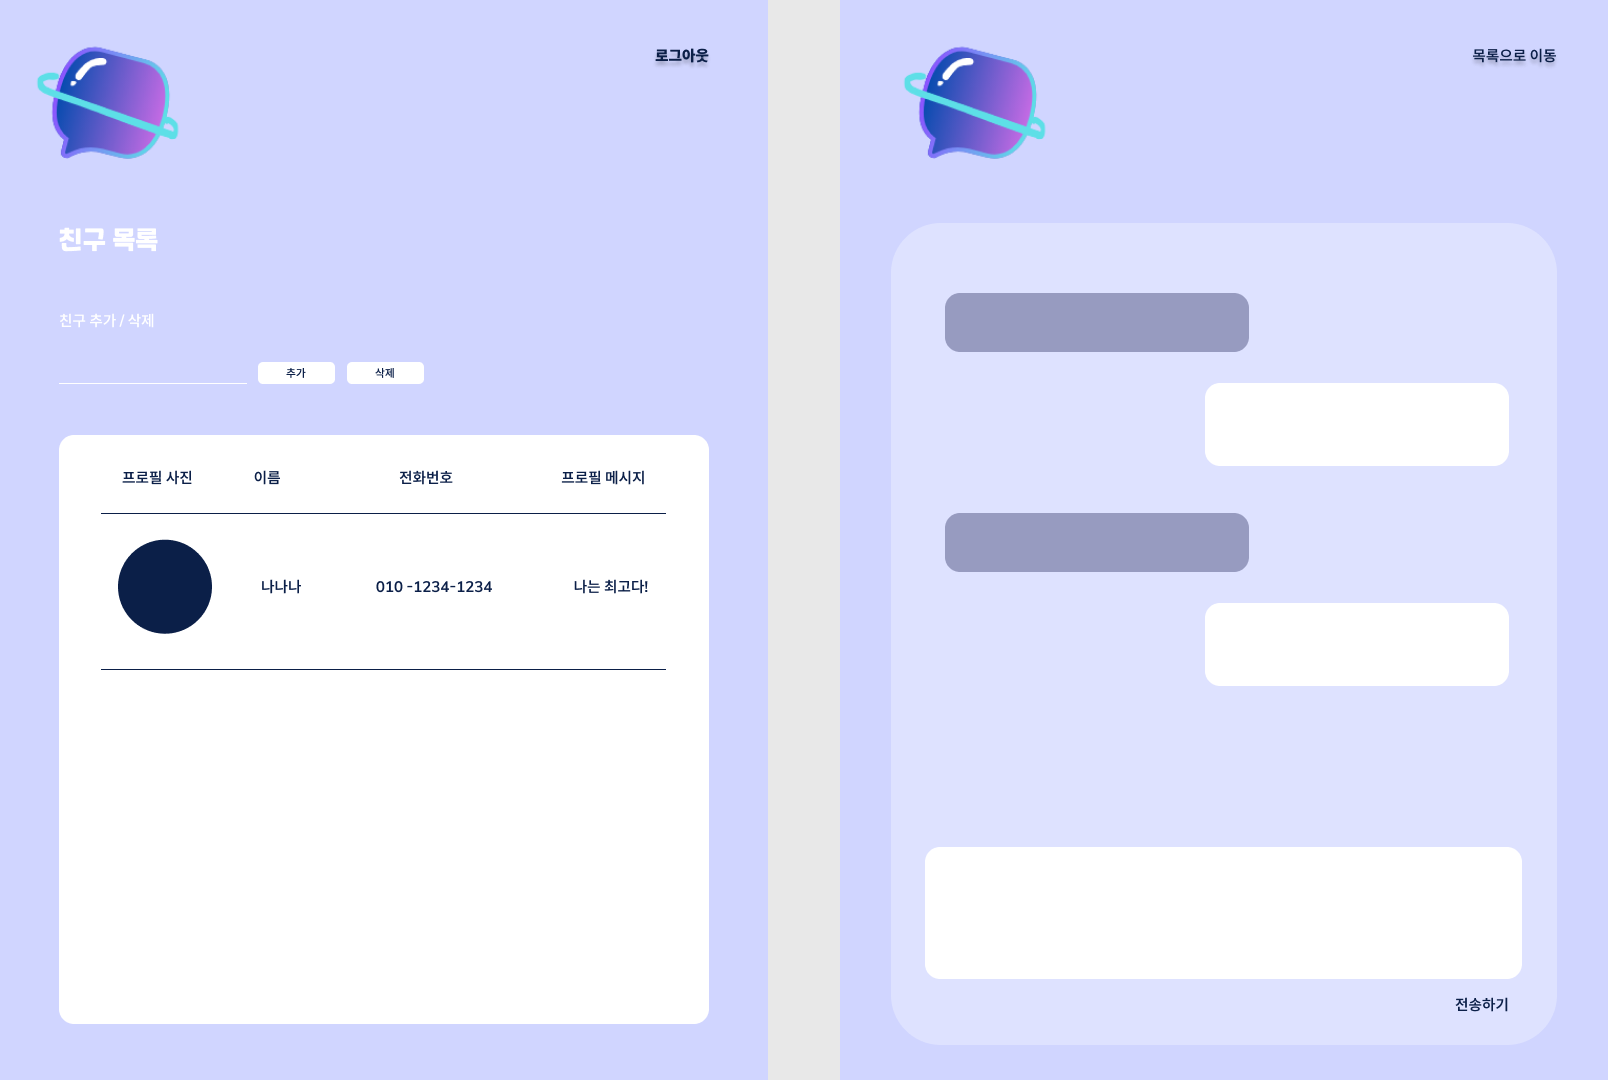 로그아웃
친구 목록
친구 추가 / 삭제
추가 삭제
프로필 사진 이름 전화번호 프로필 메시지
나나나 010 -1234-1234 나는 최고다!
목록으로 이동
전송하기